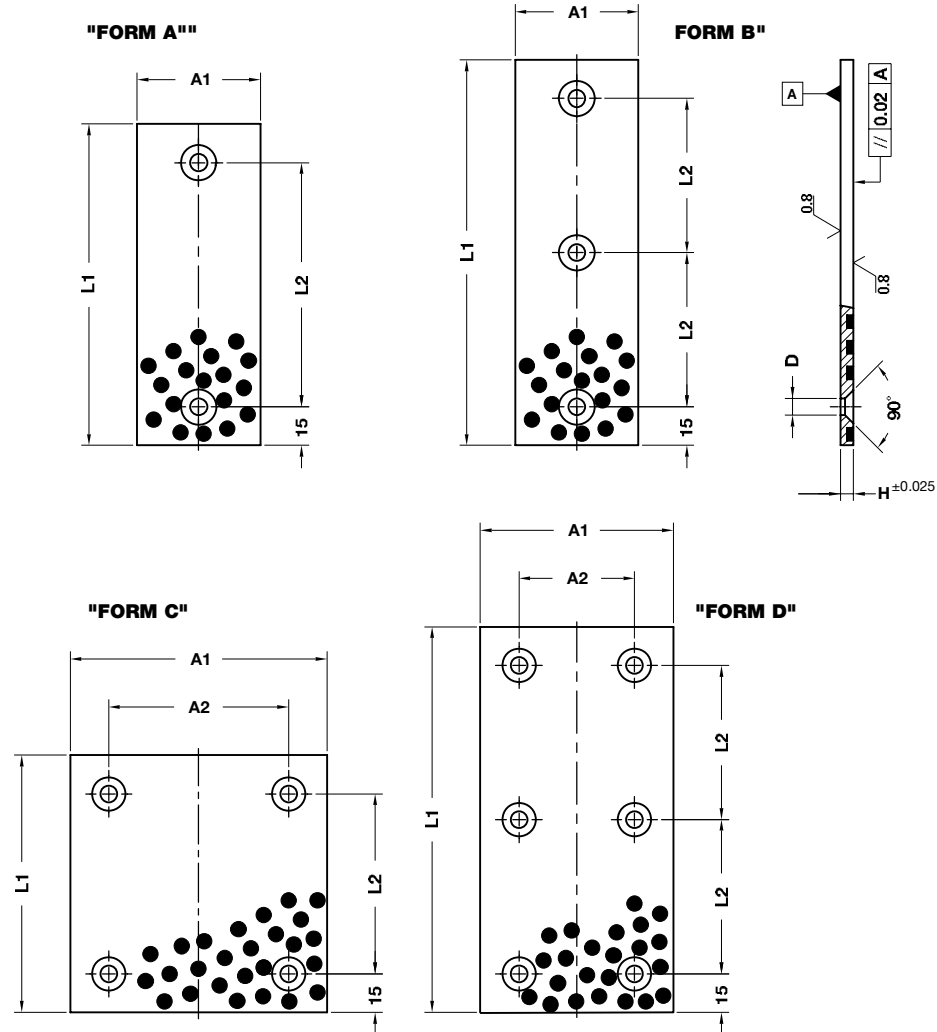 "FORM A""
A1
L1
L2
15
FORM B"
A1
L1
L2
L2
15
A
// 0.02 A
0.8
0.8
D
90°
H ±0.025
"FORM C"
A1
A2
L1
L2
15
"FORM D"
A1
A2
L1
L2
L2
15